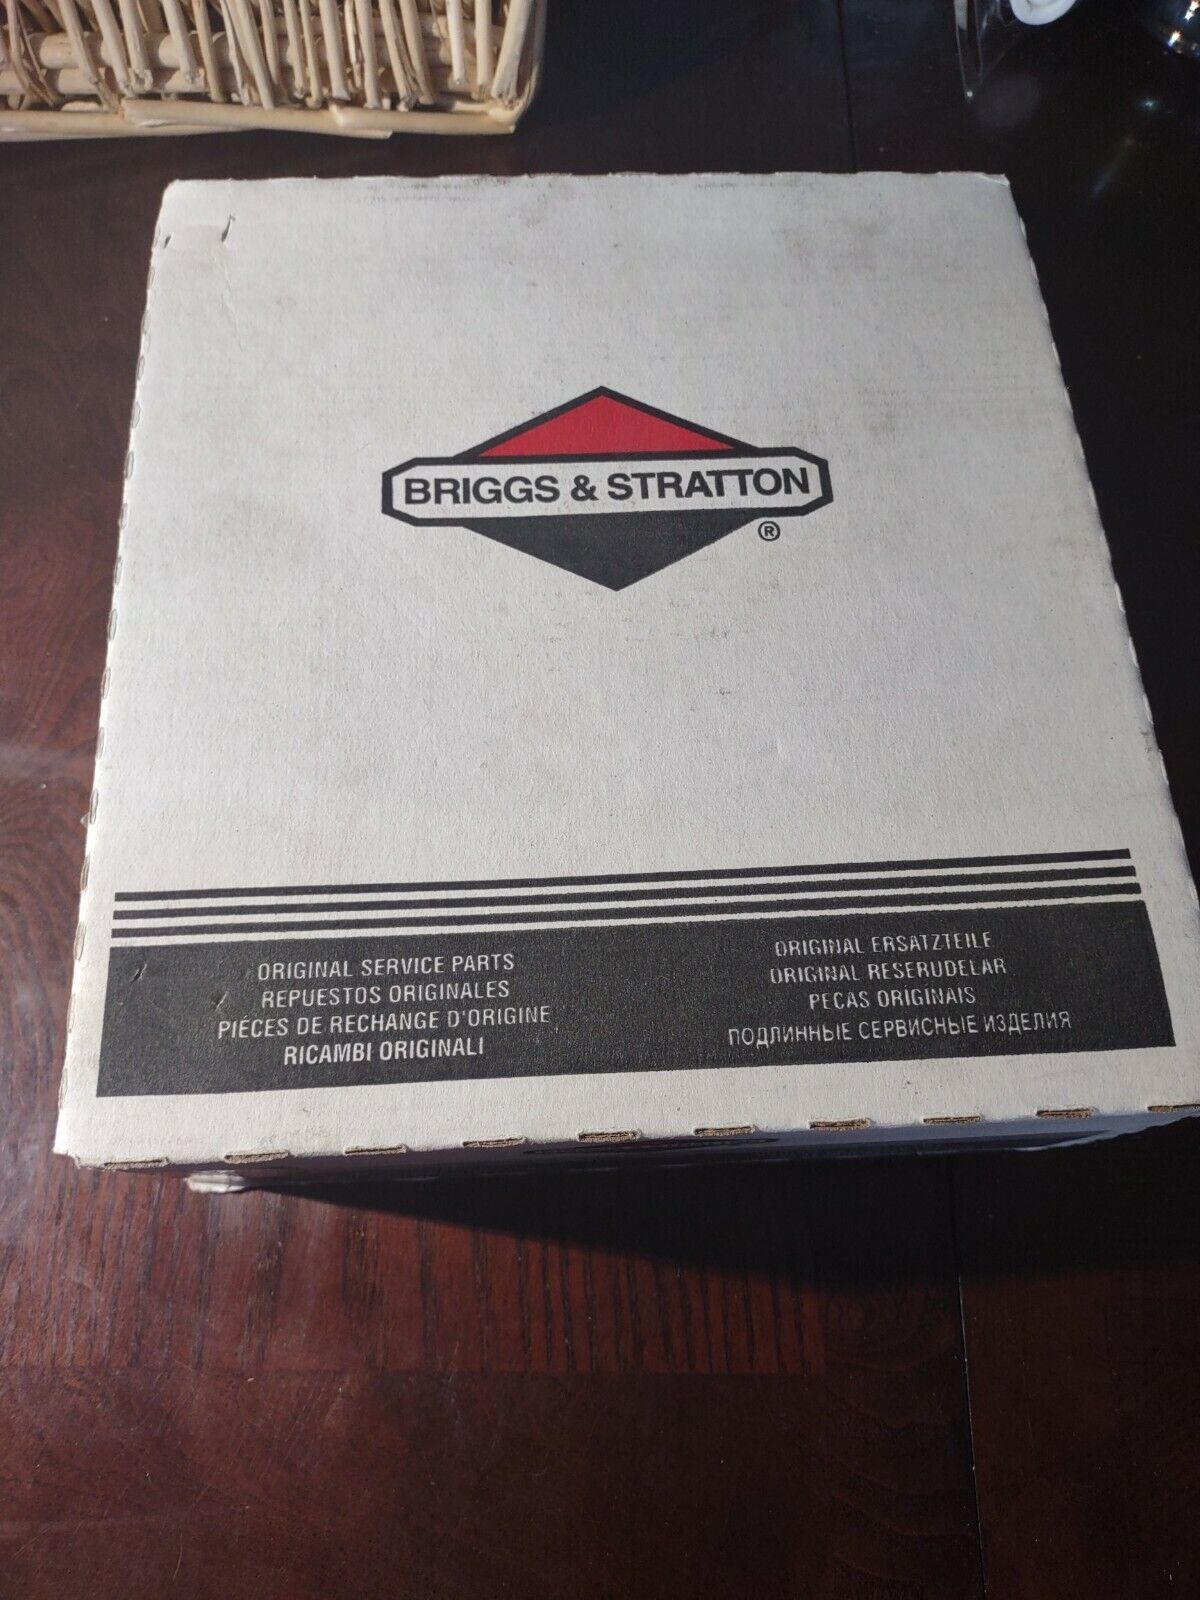 BRIGGS & STRATTON
®
ORIGINAL SERVICE PARTS
REPUESTOS ORIGINALES
PIÉCES DE RECHANGE D'ORIGINE
RICAMBI ORIGINALI
ORIGINAL ERSATZTEILE
ORIGINAL RESERUDELAR
PECAS ORIGINAIS
ПОДЛИННЫЕ СЕРВИСНЫЕ ИЗДЕЛИЯ